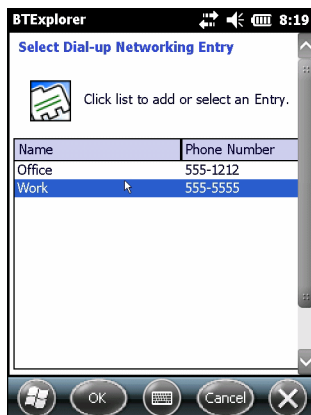 BTExplorer 8:19
Select Dial-up Networking Entry
Click list to add or select an Entry.
Name Phone Number
Office 555-1212
Work 555-5555
OK Cancel